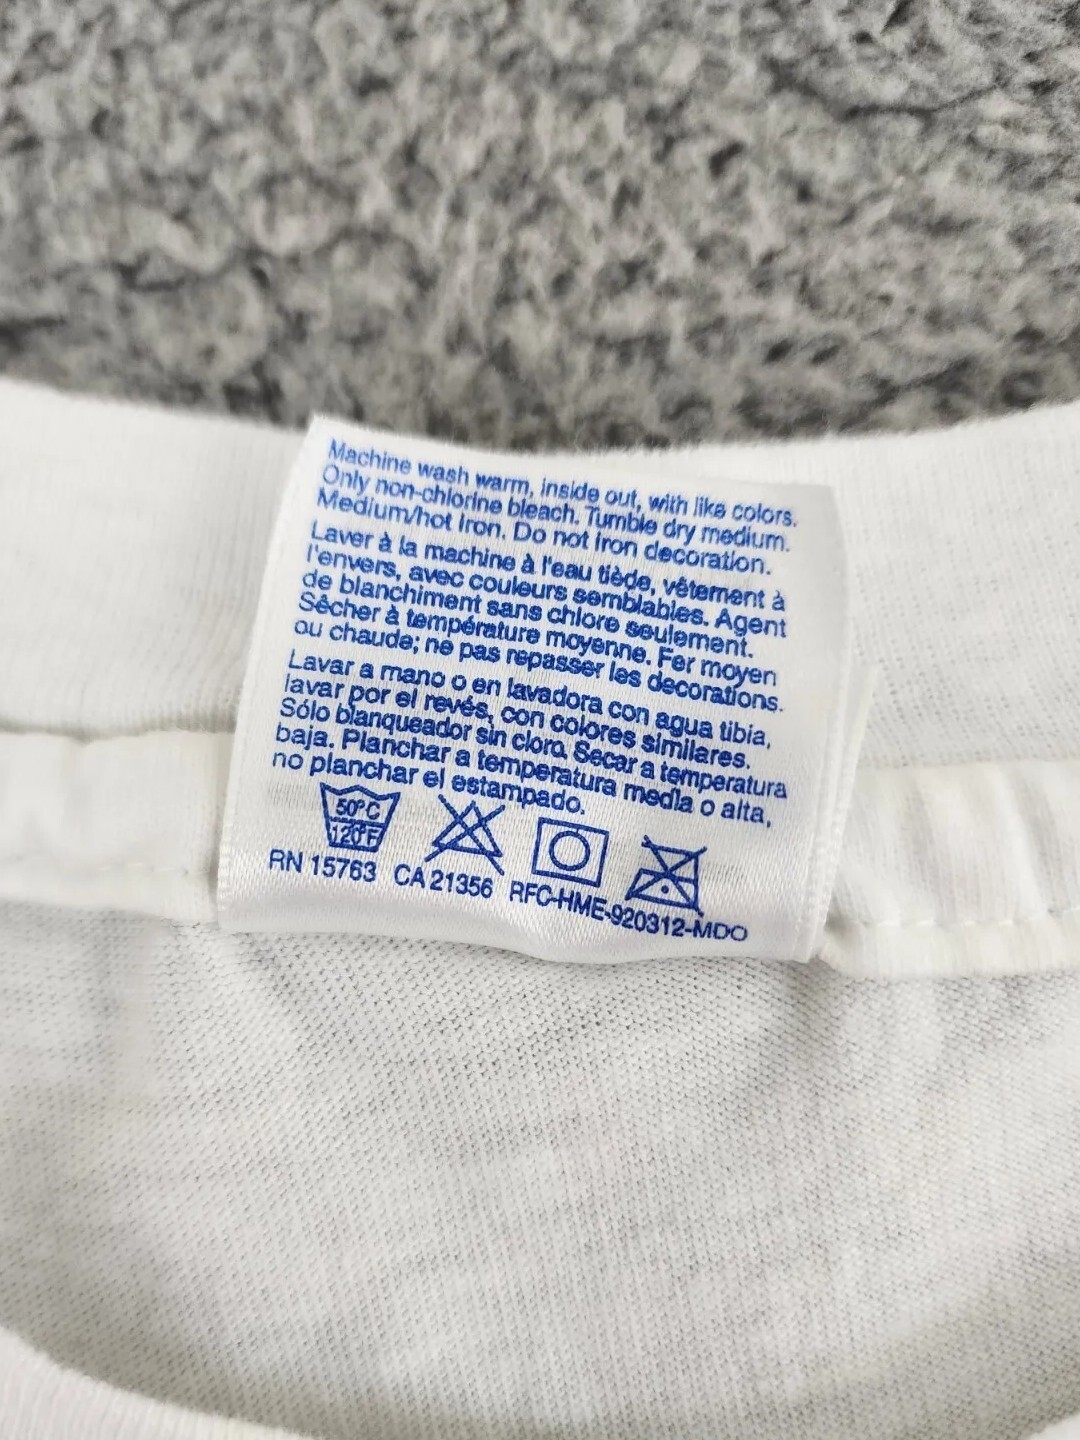 Machine wash warm, inside out, with like colors.
Only non-chlorine bleach. Tumble dry medium.
Medium/hot iron. Do not iron decoration.
Laver à la machine à l'eau tiède, vêtement à
l'envers, avec couleurs semblables. Agent
de blanchiment sans chlore seulement.
Sêcher à température moyenne. Fer moyen
ou chaude; ne pas repasser les decorations.
Lavar a mano o en lavadora con agua tibia,
lavar por el revés, con colores similares.
Sólo blanqueador sin cloro. Secar a temperatura
baja. Planchar a temperatura media o alta,
no planchar el estampado.
50°C
120°F
RN 15763 CA 21356 RFC-HME-920312-MDO